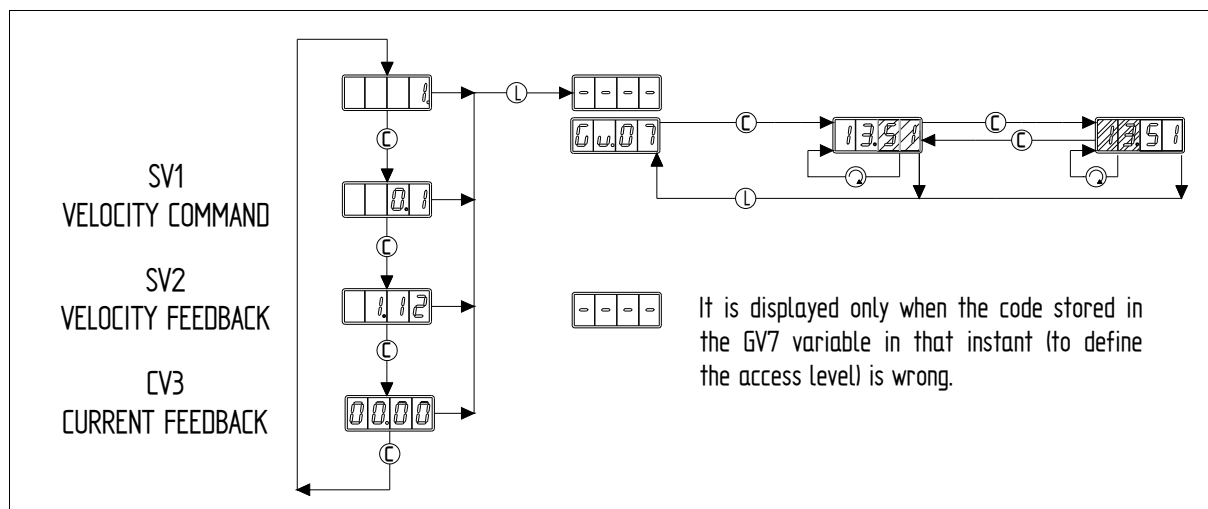 1.
L
- - - -
Gu.07
C
13.51
C
C
13.51
C
L
SV1
VELOCITY COMMAND
0.1
C
SV2
VELOCITY FEEDBACK
1.12
- - - -
It is displayed only when the code stored in
the GV7 variable in that instant (to define
the access level) is wrong.
C
CV3
CURRENT FEEDBACK
00.00
C